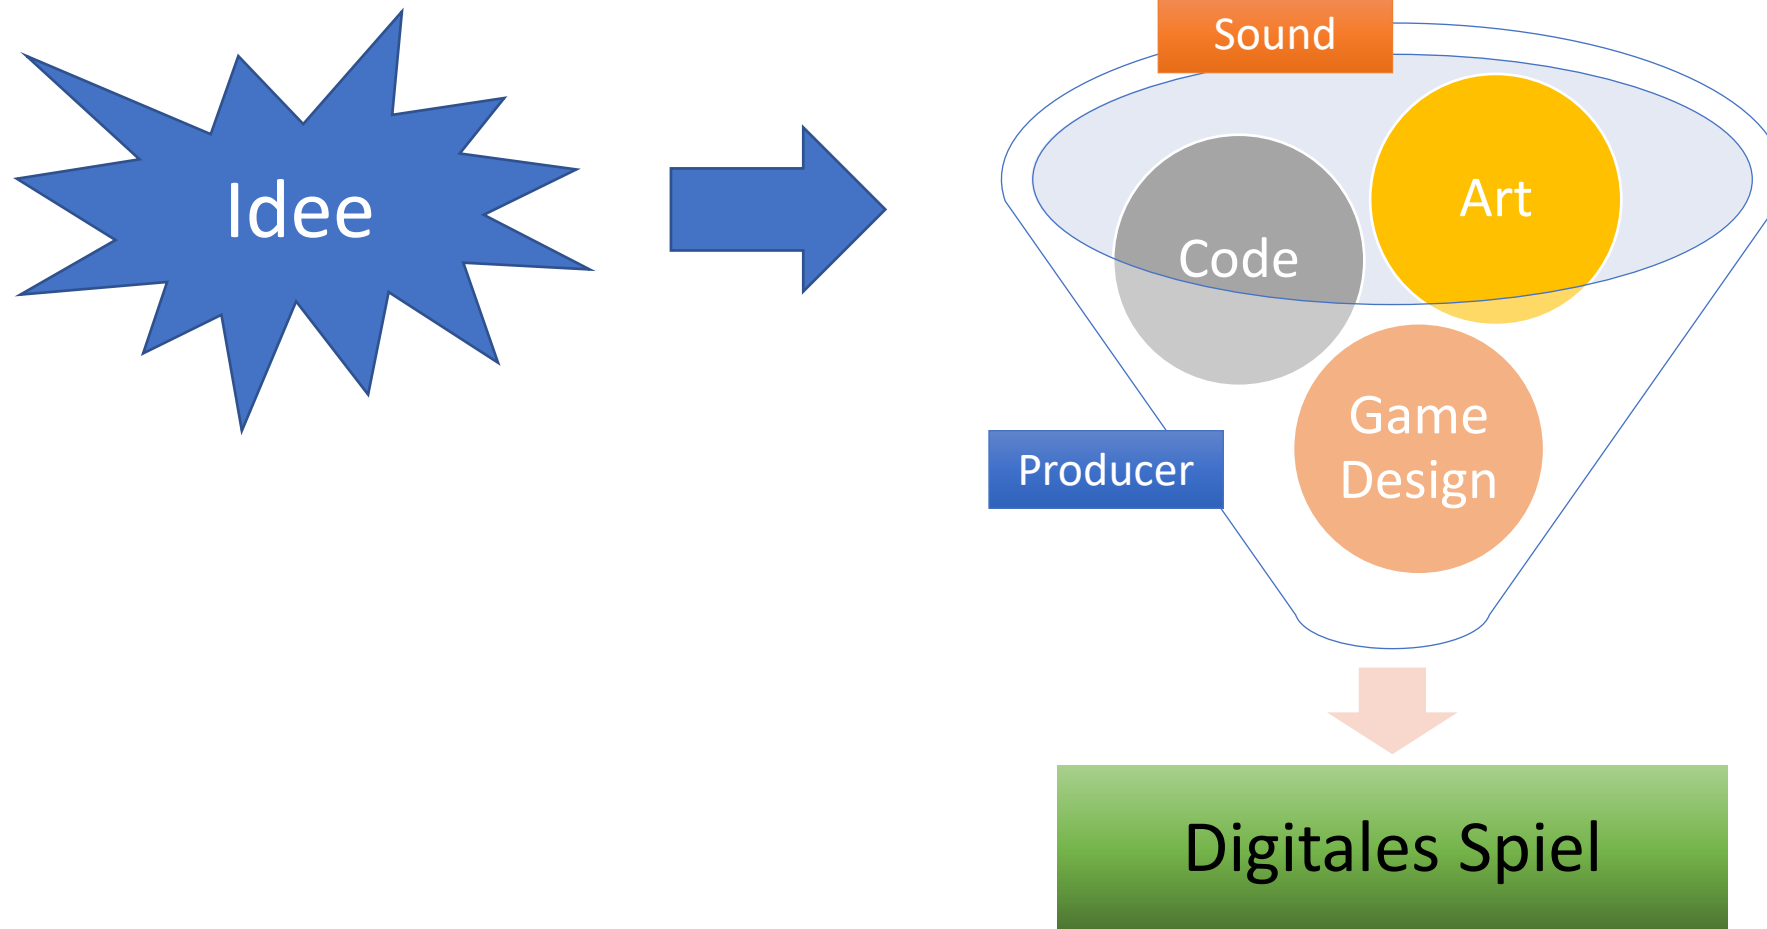 Idee
Sound
Art
Code
Game
Design
Producer
Digitales Spiel